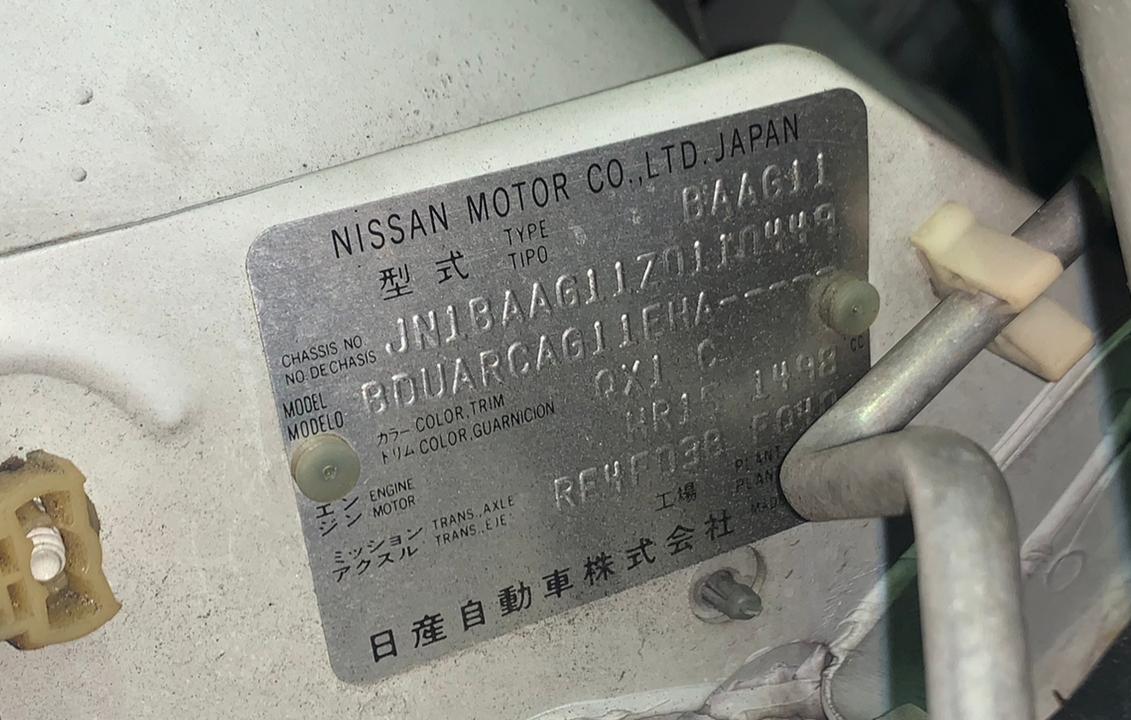 NISSAN MOTOR CO.,LTD. JAPAN
型式 TYPE TIPO BAAG11
CHASSIS NO. NO. DE CHASIS JN1BAAG11Z0110449
MODEL MODELO BDUARCAG11EHA-----
カラー トリム COLOR,TRIM COLOR,GUARNICION QX1 C
エンジン ENGINE MOTOR HR15 1498 CC
ミッション アクスル TRANS.,AXLE TRANS.,EJE RE4F03B
工場 PLANT
日産自動車株式会社